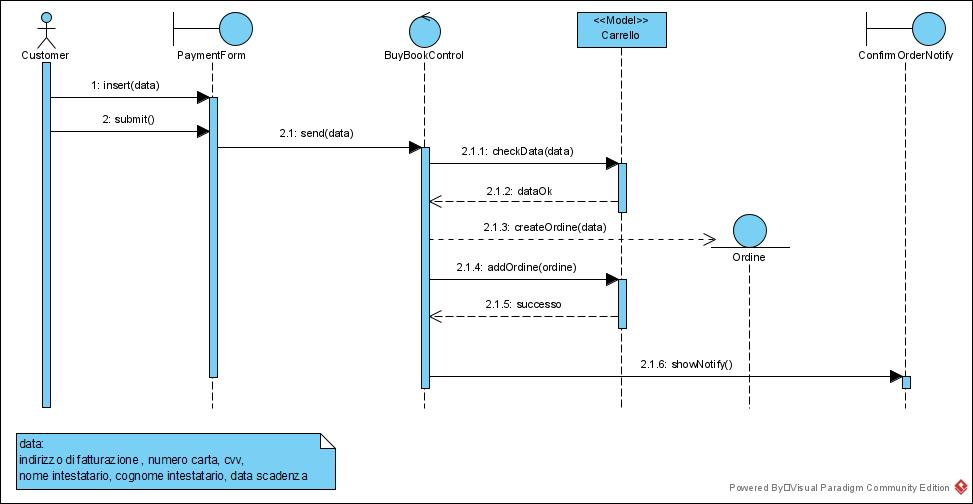 Customer
PaymentForm
BuyBookControl
<<Model>>
Carrello
ConfirmOrderNotify
1: insert(data)
2: submit()
2.1: send(data)
2.1.1: checkData(data)
2.1.2: dataOk
2.1.3: createOrdine(data)
Ordine
2.1.4: addOrdine(ordine)
2.1.5: successo
2.1.6: showNotify()
data:
indirizzo di fatturazione , numero carta, cvv,
nome intestatario, cognome intestatario, data scadenza
Powered By Visual Paradigm Community Edition